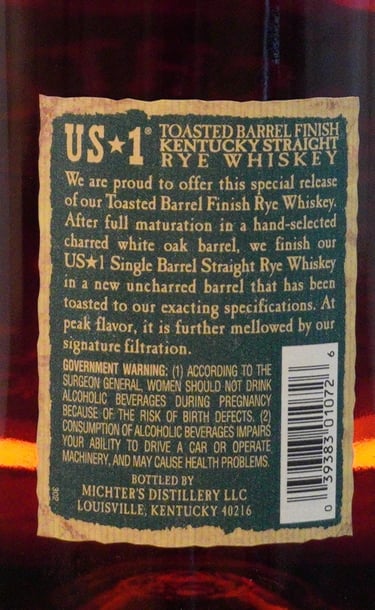 US★1® TOASTED BARREL FINISH
KENTUCKY STRAIGHT
RYE WHISKEY
We are proud to offer this special release
of our Toasted Barrel Finish Rye Whiskey.
After full maturation in a hand-selected
charred white oak barrel, we finish our
US★1 Single Barrel Straight Rye Whiskey
in a new uncharred barrel that has been
toasted to our exacting specifications. At
peak flavor, it is further mellowed by our
signature filtration.
GOVERNMENT WARNING: (1) ACCORDING TO THE
SURGEON GENERAL, WOMEN SHOULD NOT DRINK
ALCOHOLIC BEVERAGES DURING PREGNANCY
BECAUSE OF THE RISK OF BIRTH DEFECTS. (2)
CONSUMPTION OF ALCOHOLIC BEVERAGES IMPAIRS
YOUR ABILITY TO DRIVE A CAR OR OPERATE
MACHINERY, AND MAY CAUSE HEALTH PROBLEMS.
BOTTLED BY
MICHTER'S DISTILLERY LLC
LOUISVILLE, KENTUCKY 40216
0 39383 01072 6